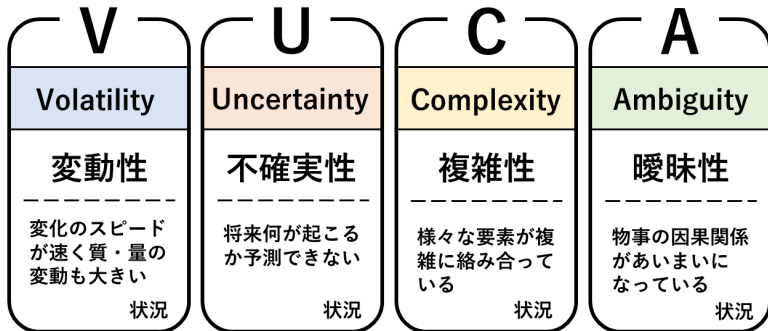 V
Volatility
変動性
変化のスピード
が速く質・量の
変動も大きい
状況
U
Uncertainty
不確実性
将来何が起こる
か予測できない
状況
C
Complexity
複雑性
様々な要素が複
雑に絡み合って
いる
状況
A
Ambiguity
曖昧性
物事の因果関係
があいまいに
なっている
状況